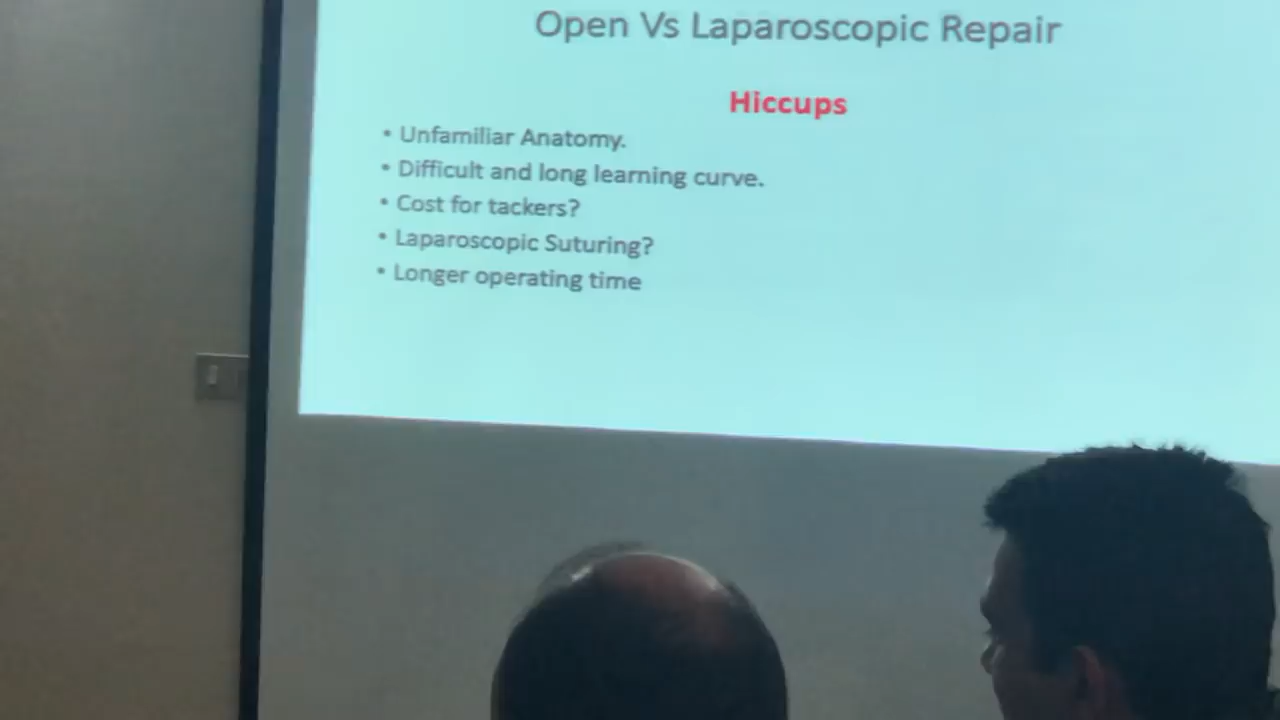 Open Vs Laparoscopic Repair
Hiccups
• Unfamiliar Anatomy.
• Difficult and long learning curve.
• Cost for tackers?
• Laparoscopic Suturing?
• Longer operating time